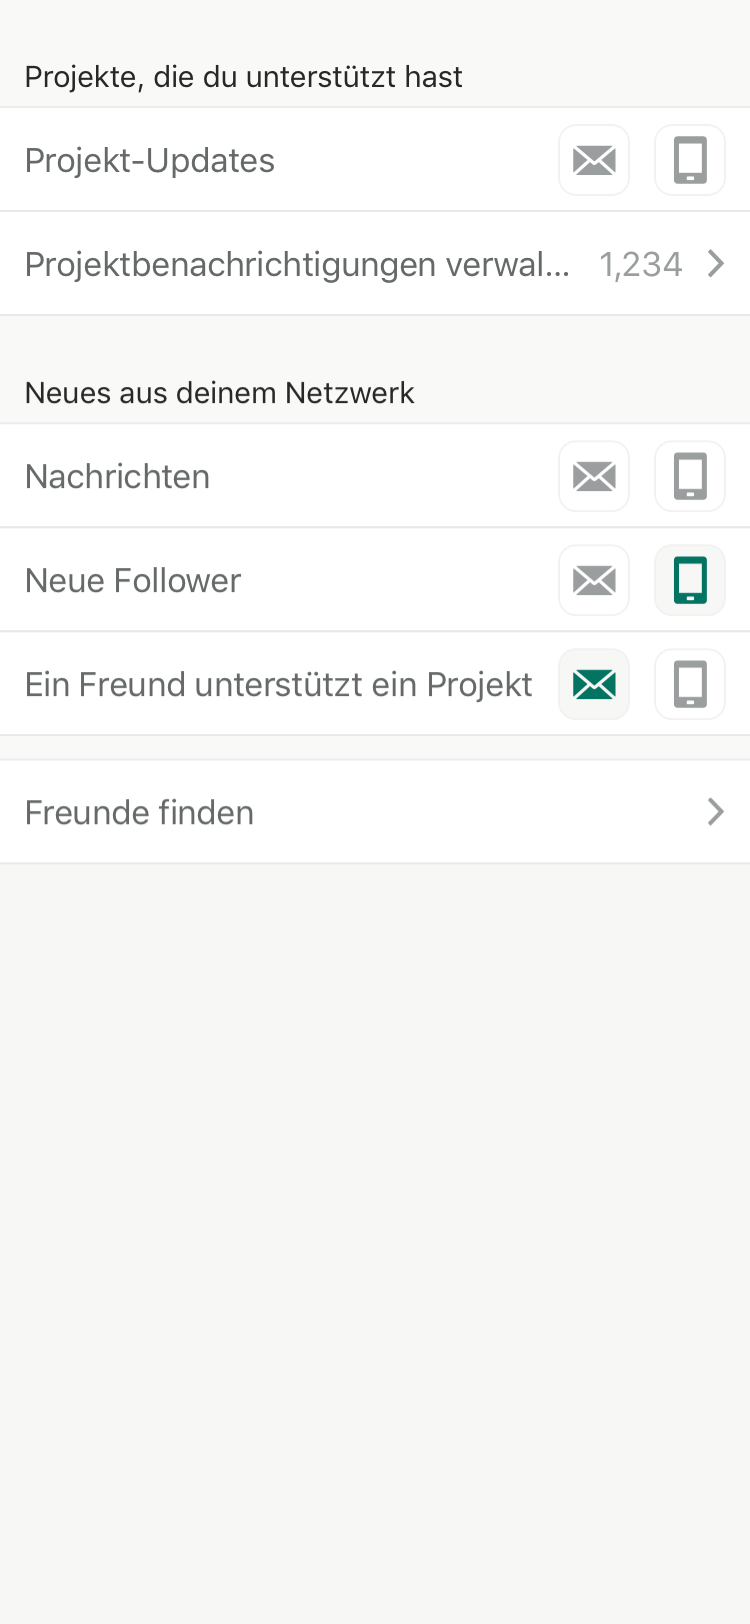 Projekte, die du unterstützt hast
Projekt-Updates
Projektbenachrichtigungen verwal... 1,234
Neues aus deinem Netzwerk
Nachrichten
Neue Follower
Ein Freund unterstützt ein Projekt
Freunde finden